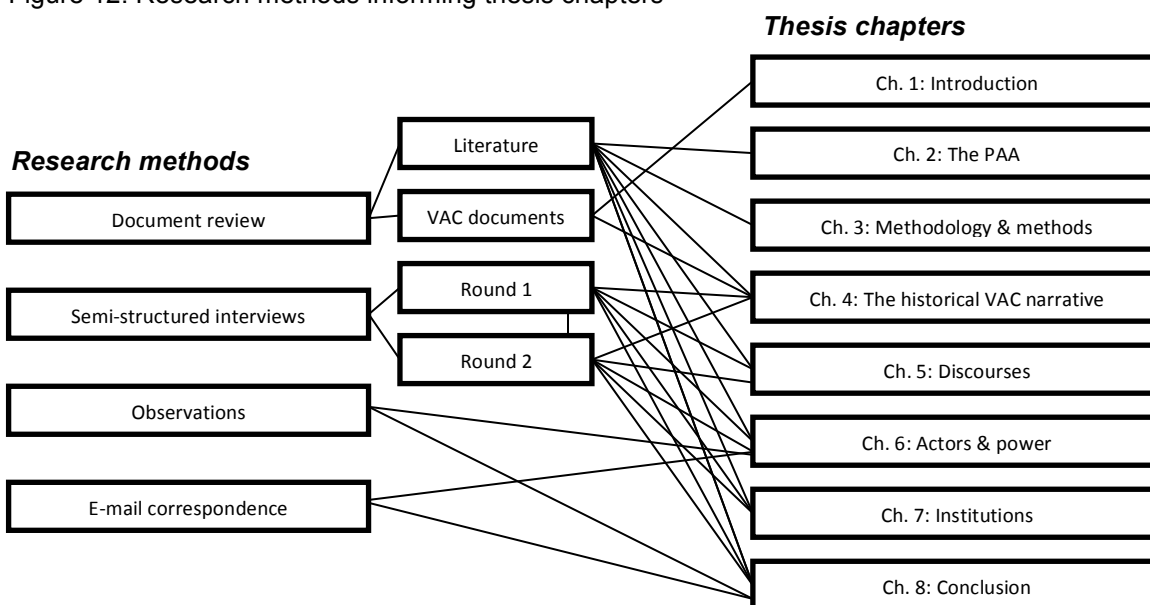 Figure 12: Research methods informing thesis chapters
Thesis chapters
Research methods
Document review
Semi-structured interviews
Observations
E-mail correspondence
Literature
VAC documents
Round 1
Round 2
Ch. 1: Introduction
Ch. 2: The PAA
Ch. 3: Methodology & methods
Ch. 4: The historical VAC narrative
Ch. 5: Discourses
Ch. 6: Actors & power
Ch. 7: Institutions
Ch. 8: Conclusion